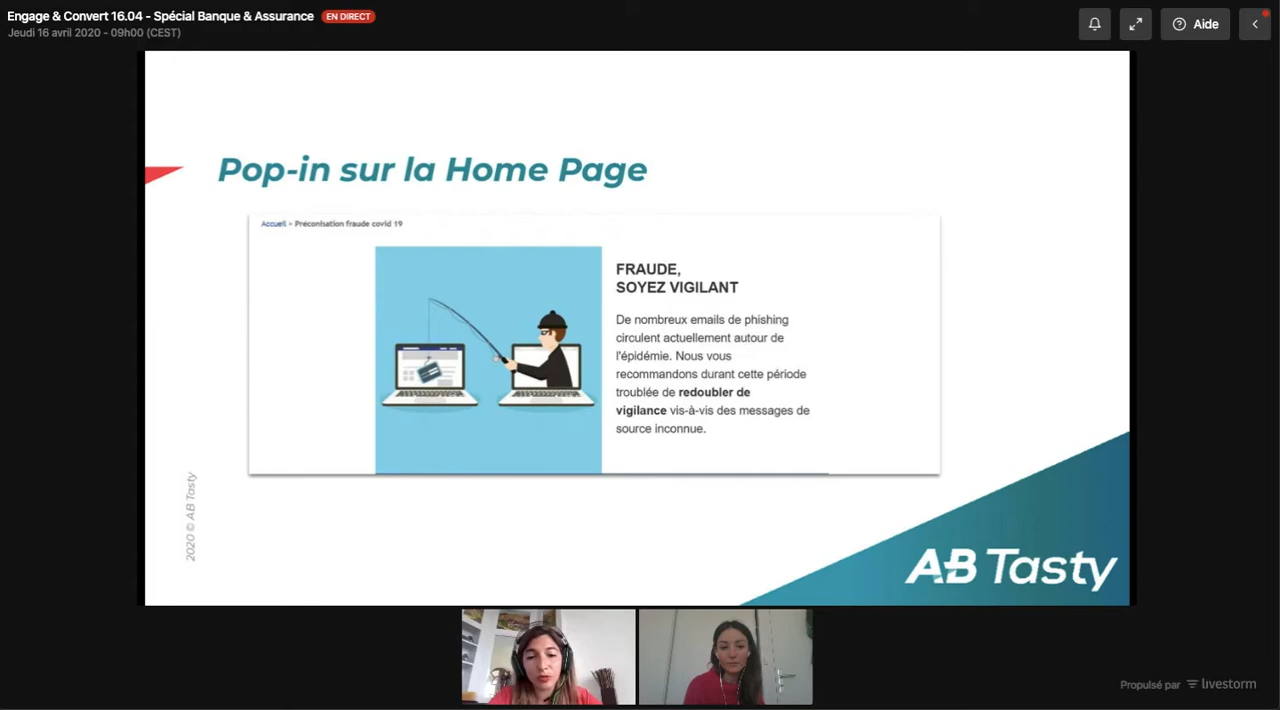 Engage & Convert 16.04 - Spécial Banque & Assurance EN DIRECT
Jeudi 16 avril 2020 - 09h00 (CEST)
Aide
Pop-in sur la Home Page
Accueil > Préconisation fraude covid 19
FRAUDE,
SOYEZ VIGILANT
De nombreux emails de phishing
circulent actuellement autour de
l'épidémie. Nous vous
recommandons durant cette période
troublée de redoubler de
vigilance vis-à-vis des messages de
source inconnue.
2020 © AB Tasty
AB Tasty
Propulsé par livestorm